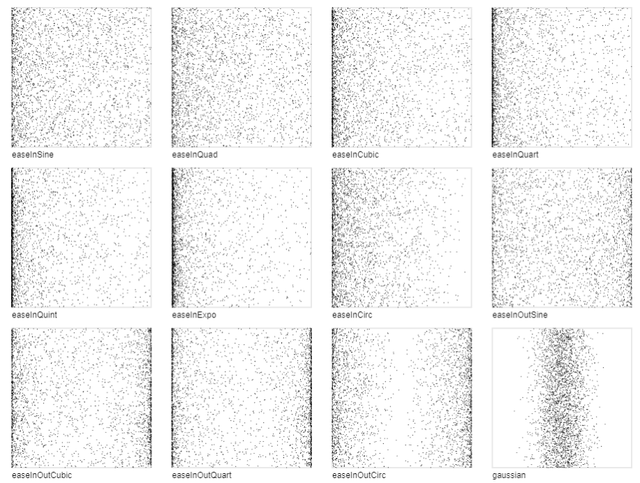 easeInSine
easeInQuad
easeInCubic
easeInQuart
easeInQuint
easeInExpo
easeInCirc
easeInOutSine
easeInOutCubic
easeInOutQuart
easeInOutCirc
gaussian